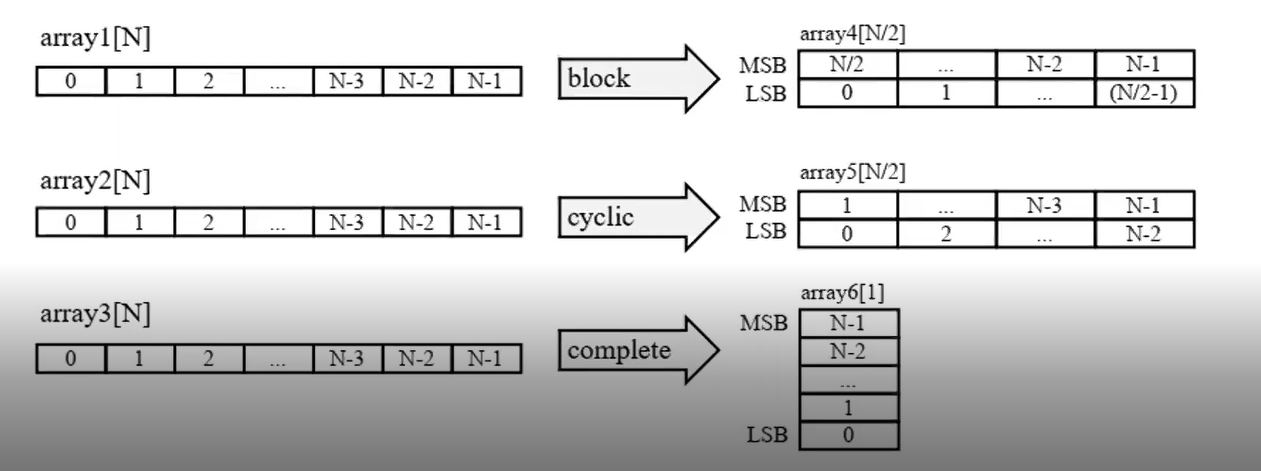 array1[N]
0 1 2 ... N-3 N-2 N-1
block
array4[N/2]
MSB N/2 ... N-2 N-1
LSB 0 1 ... (N/2-1)
array2[N]
0 1 2 ... N-3 N-2 N-1
cyclic
array5[N/2]
MSB 1 ... N-3 N-1
LSB 0 2 ... N-2
array3[N]
0 1 2 ... N-3 N-2 N-1
complete
array6[1]
MSB N-1
N-2
...
1
LSB 0